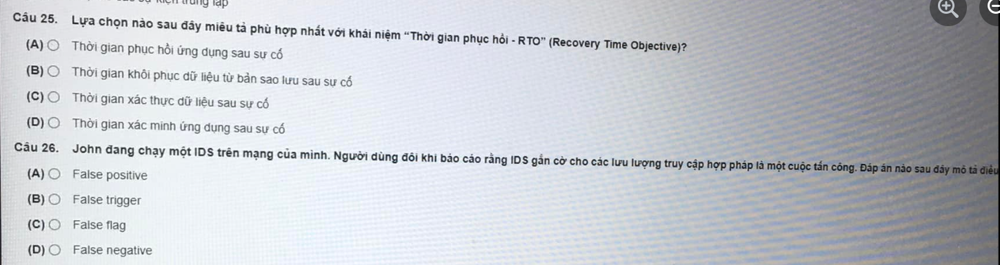 trùng lặp
Câu 25. Lựa chọn nào sau đây miêu tả phù hợp nhất với khái niệm “Thời gian phục hồi - RTO” (Recovery Time Objective)?
(A) Thời gian phục hồi ứng dụng sau sự cố
(B) Thời gian khôi phục dữ liệu từ bản sao lưu sau sự cố
(C) Thời gian xác thực dữ liệu sau sự cố
(D) Thời gian xác minh ứng dụng sau sự cố
Câu 26. John đang chạy một IDS trên mạng của mình. Người dùng đôi khi báo cáo rằng IDS gắn cờ cho các lưu lượng truy cập hợp pháp là một cuộc tấn công. Đáp án nào sau đây mô tả điều
(A) False positive
(B) False trigger
(C) False flag
(D) False negative